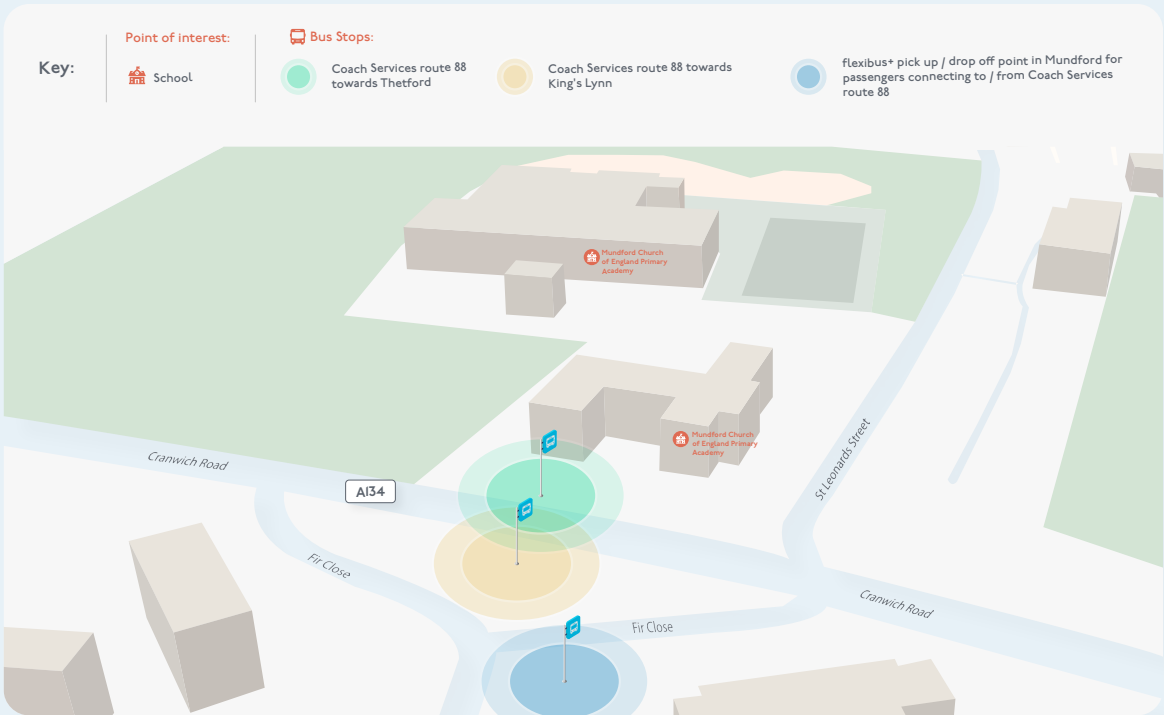 Key:
Point of interest:
School
Bus Stops:
Coach Services route 88
towards Thetford
Coach Services route 88 towards
King's Lynn
flexibus+ pick up / drop off point in Mundford for
passengers connecting to / from Coach Services
route 88
Mundford Church
of England Primary
Academy
Mundford Church
of England Primary
Academy
St Leonards Street
Cranwich Road
A134
Fir Close
Cranwich Road
Fir Close